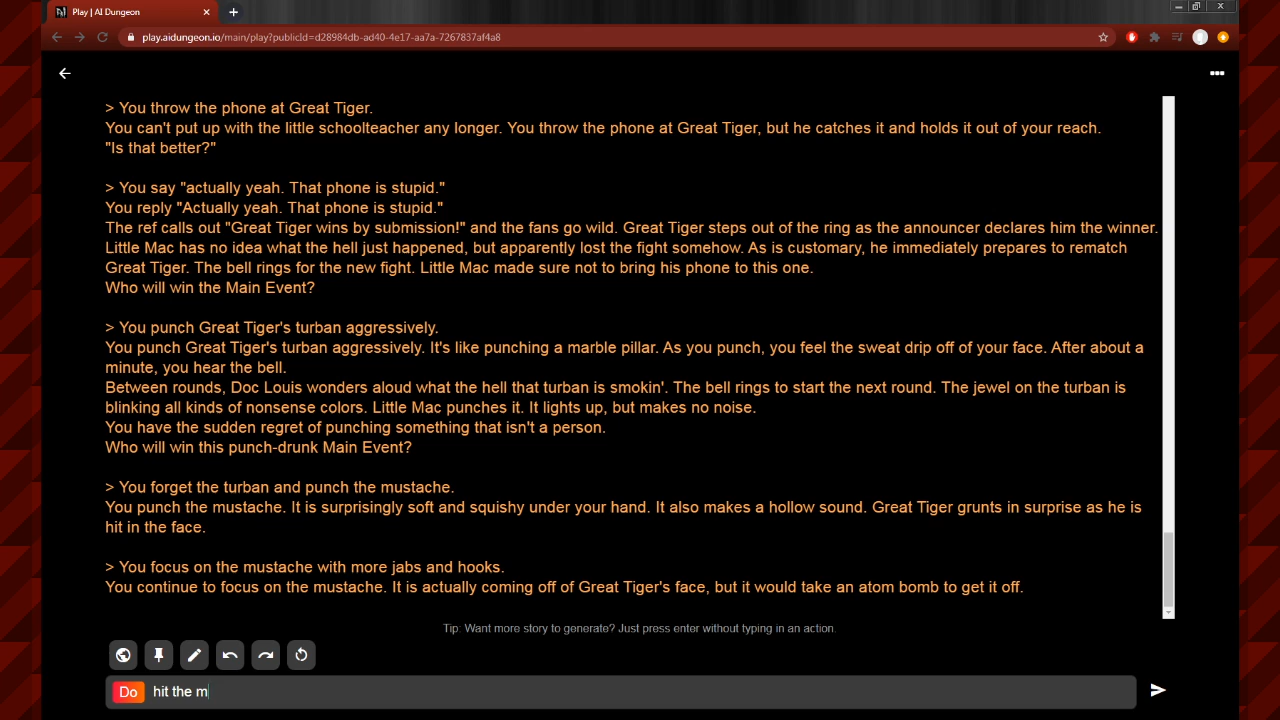 Play | AI Dungeon
play.aidungeon.io/main/play?publicId=d28984db-ad40-4e17-aa7a-7267837af4a8
> You throw the phone at Great Tiger.
You can't put up with the little schoolteacher any longer. You throw the phone at Great Tiger, but he catches it and holds it out of your reach.
"Is that better?"
> You say "actually yeah. That phone is stupid."
You reply "Actually yeah. That phone is stupid."
The ref calls out "Great Tiger wins by submission!" and the fans go wild. Great Tiger steps out of the ring as the announcer declares him the winner.
Little Mac has no idea what the hell just happened, but apparently lost the fight somehow. As is customary, he immediately prepares to rematch
Great Tiger. The bell rings for the new fight. Little Mac made sure not to bring his phone to this one.
Who will win the Main Event?
> You punch Great Tiger's turban aggressively.
You punch Great Tiger's turban aggressively. It's like punching a marble pillar. As you punch, you feel the sweat drip off of your face. After about a
minute, you hear the bell.
Between rounds, Doc Louis wonders aloud what the hell that turban is smokin'. The bell rings to start the next round. The jewel on the turban is
blinking all kinds of nonsense colors. Little Mac punches it. It lights up, but makes no noise.
You have the sudden regret of punching something that isn't a person.
Who will win this punch-drunk Main Event?
> You forget the turban and punch the mustache.
You punch the mustache. It is surprisingly soft and squishy under your hand. It also makes a hollow sound. Great Tiger grunts in surprise as he is
hit in the face.
> You focus on the mustache with more jabs and hooks.
You continue to focus on the mustache. It is actually coming off of Great Tiger's face, but it would take an atom bomb to get it off.
Tip: Want more story to generate? Just press enter without typing in an action.
Do hit the m